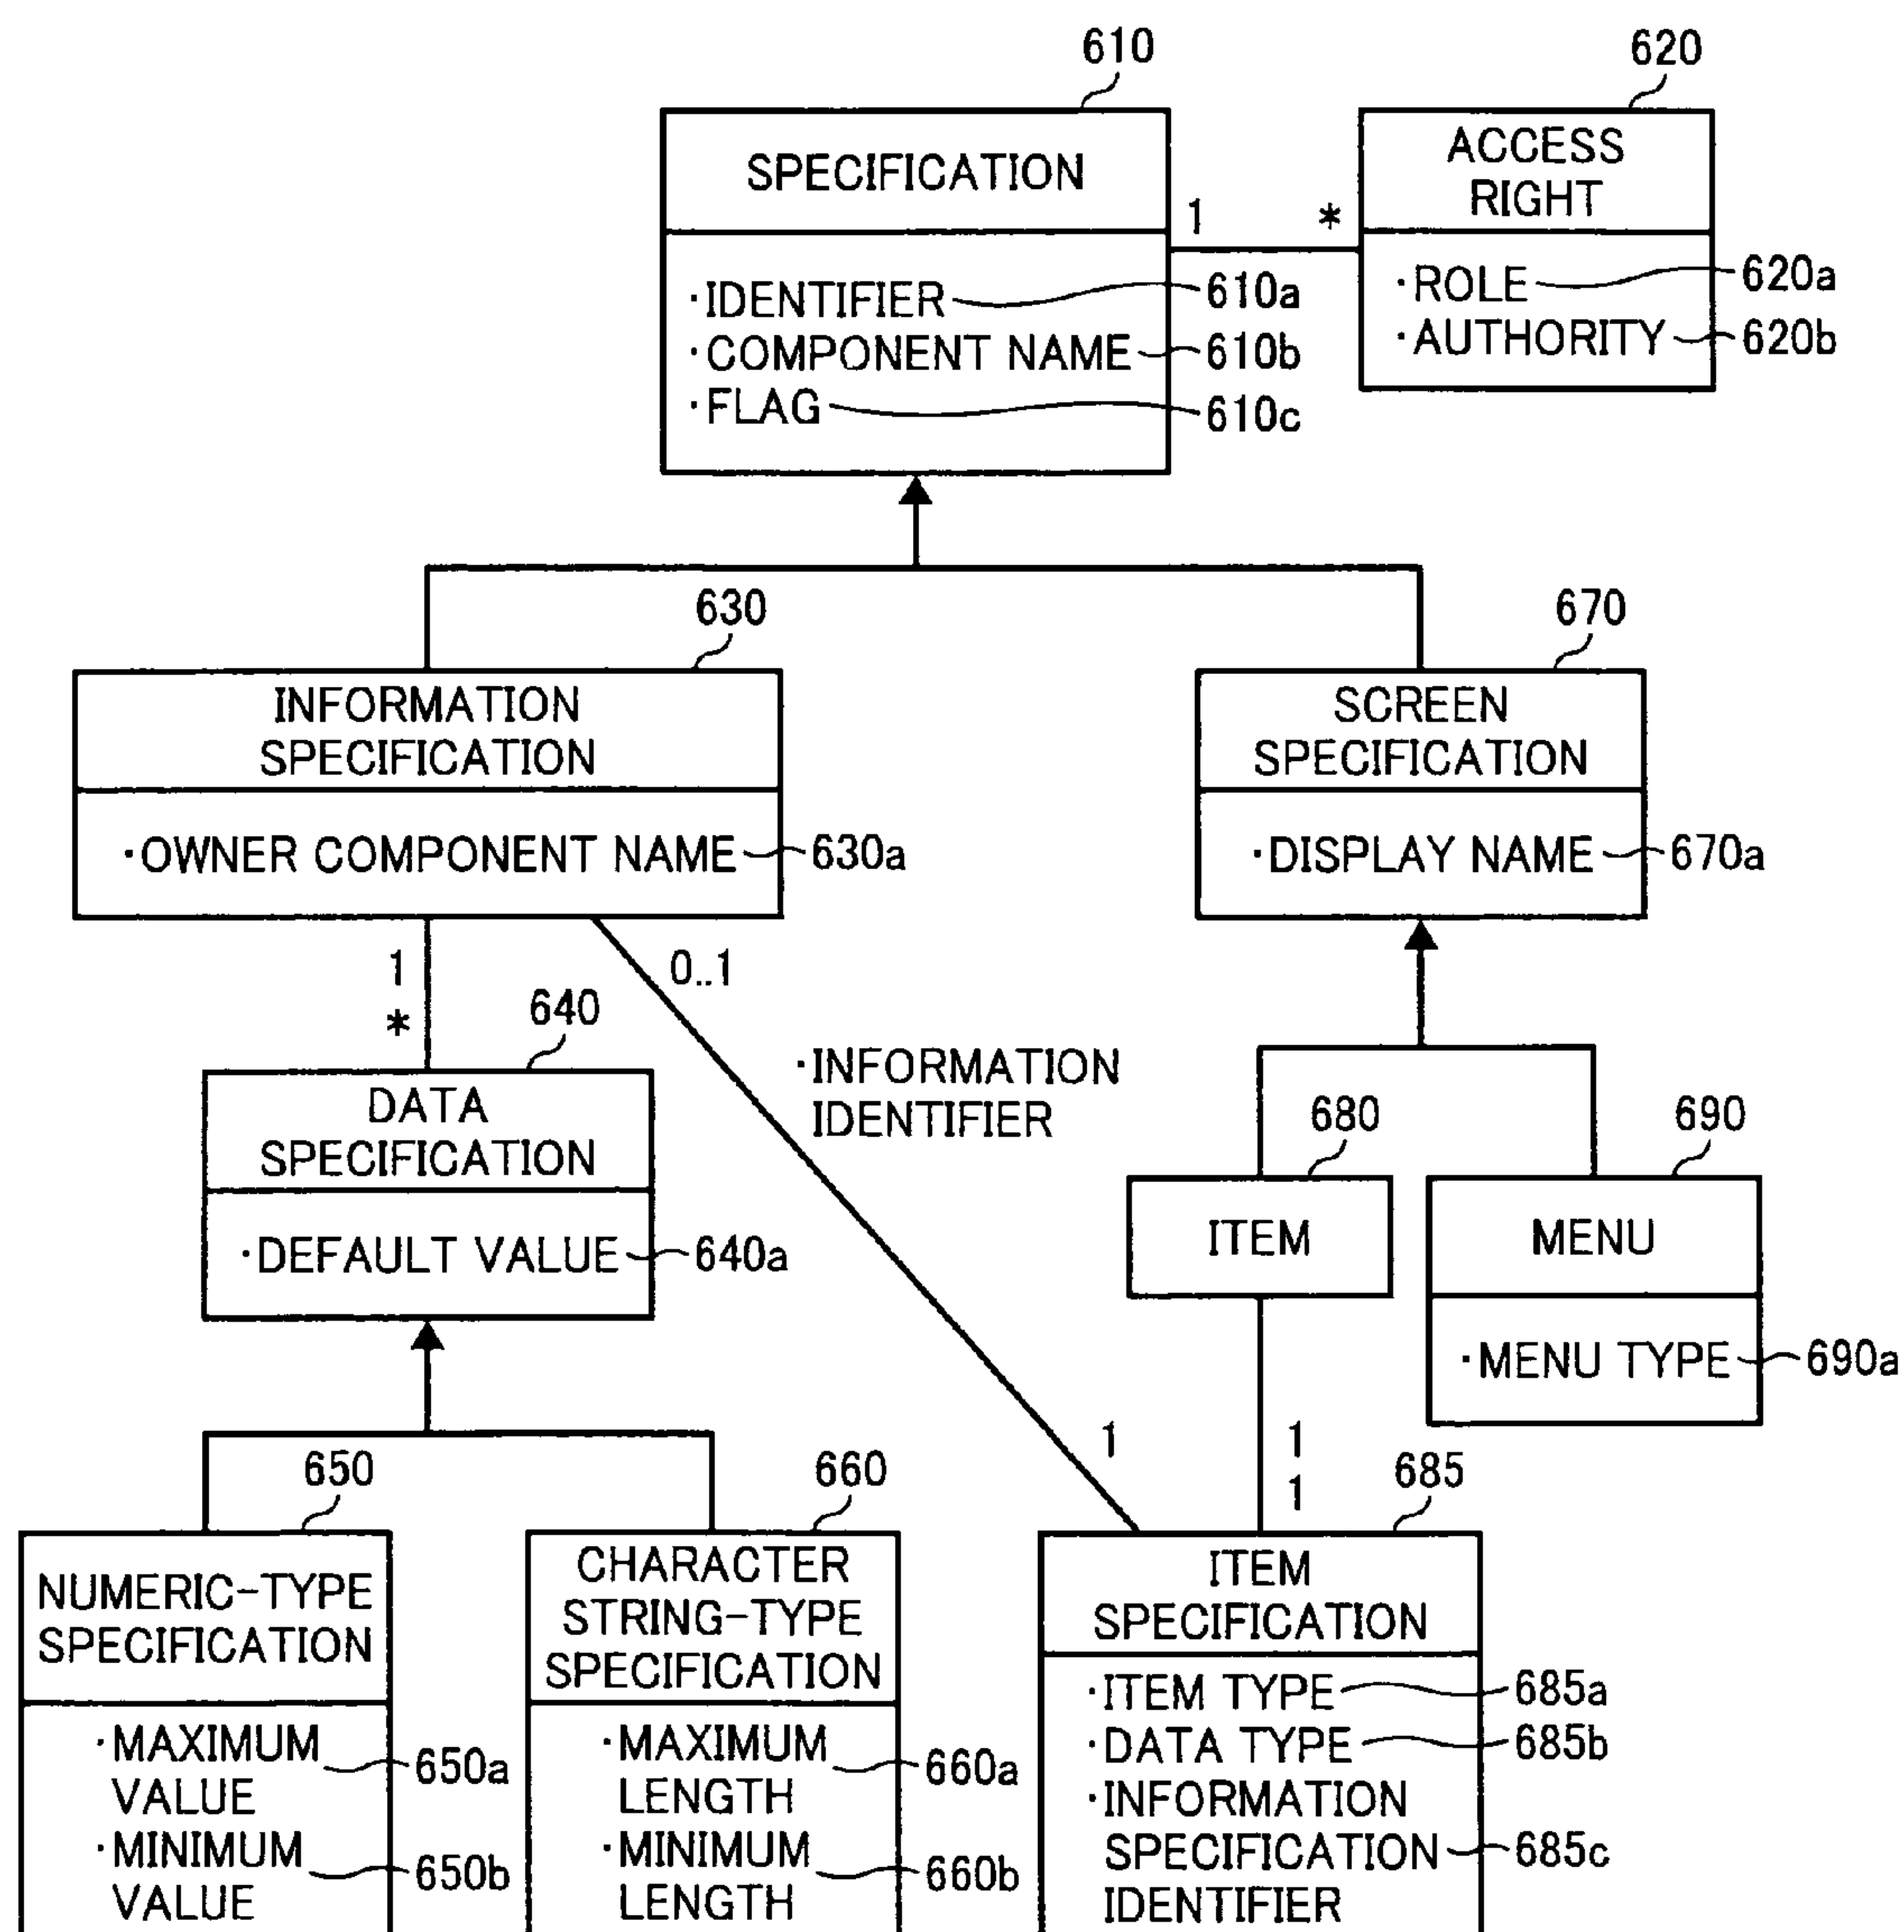 610
620
SPECIFICATION
ACCESS
RIGHT
1
*
·IDENTIFIER
610a
·COMPONENT NAME
610b
·FLAG
610c
·ROLE
620a
·AUTHORITY
620b
630
670
INFORMATION
SPECIFICATION
·OWNER COMPONENT NAME
630a
SCREEN
SPECIFICATION
·DISPLAY NAME
670a
1
*
0..1
640
·INFORMATION
IDENTIFIER
DATA
SPECIFICATION
·DEFAULT VALUE
640a
680
690
ITEM
MENU
·MENU TYPE
690a
1
1
1
650
660
685
NUMERIC-TYPE
SPECIFICATION
·MAXIMUM
VALUE
650a
·MINIMUM
VALUE
650b
CHARACTER
STRING-TYPE
SPECIFICATION
·MAXIMUM
LENGTH
660a
·MINIMUM
LENGTH
660b
ITEM
SPECIFICATION
·ITEM TYPE
685a
·DATA TYPE
685b
·INFORMATION
SPECIFICATION
IDENTIFIER
685c